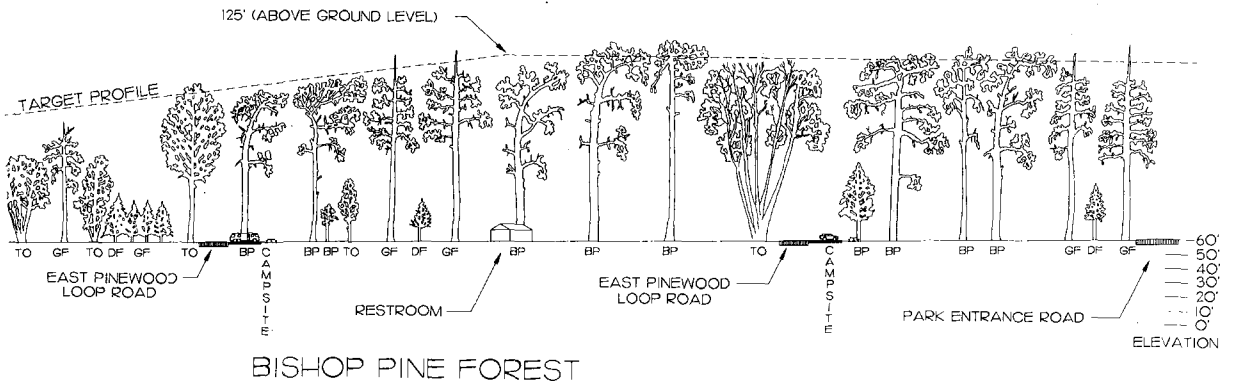 125' (ABOVE GROUND LEVEL)
TARGET PROFILE
TO GF TO DF GF TO BP BP BP TO GF DF GF BP BP BP TO BP BP BP BP GF DF GF
EAST PINEWOOD
LOOP ROAD
CAMPSITE
RESTROOM
EAST PINEWOOD
LOOP ROAD
CAMPSITE
PARK ENTRANCE ROAD
60'
50'
40'
30'
20'
10'
0'
ELEVATION
BISHOP PINE FOREST